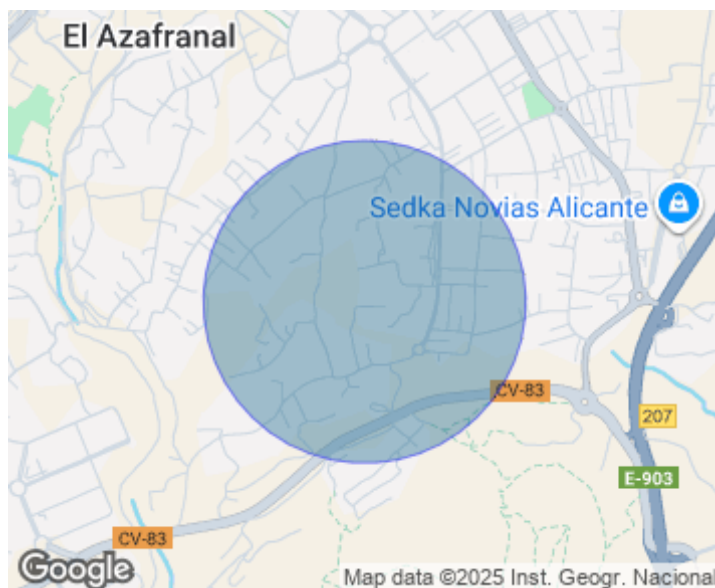 El Azafranal
Sedka Novias Alicante
CV-83
207
E-903
CV-83
Google
Map data ©2025 Inst. Geogr. Nacional